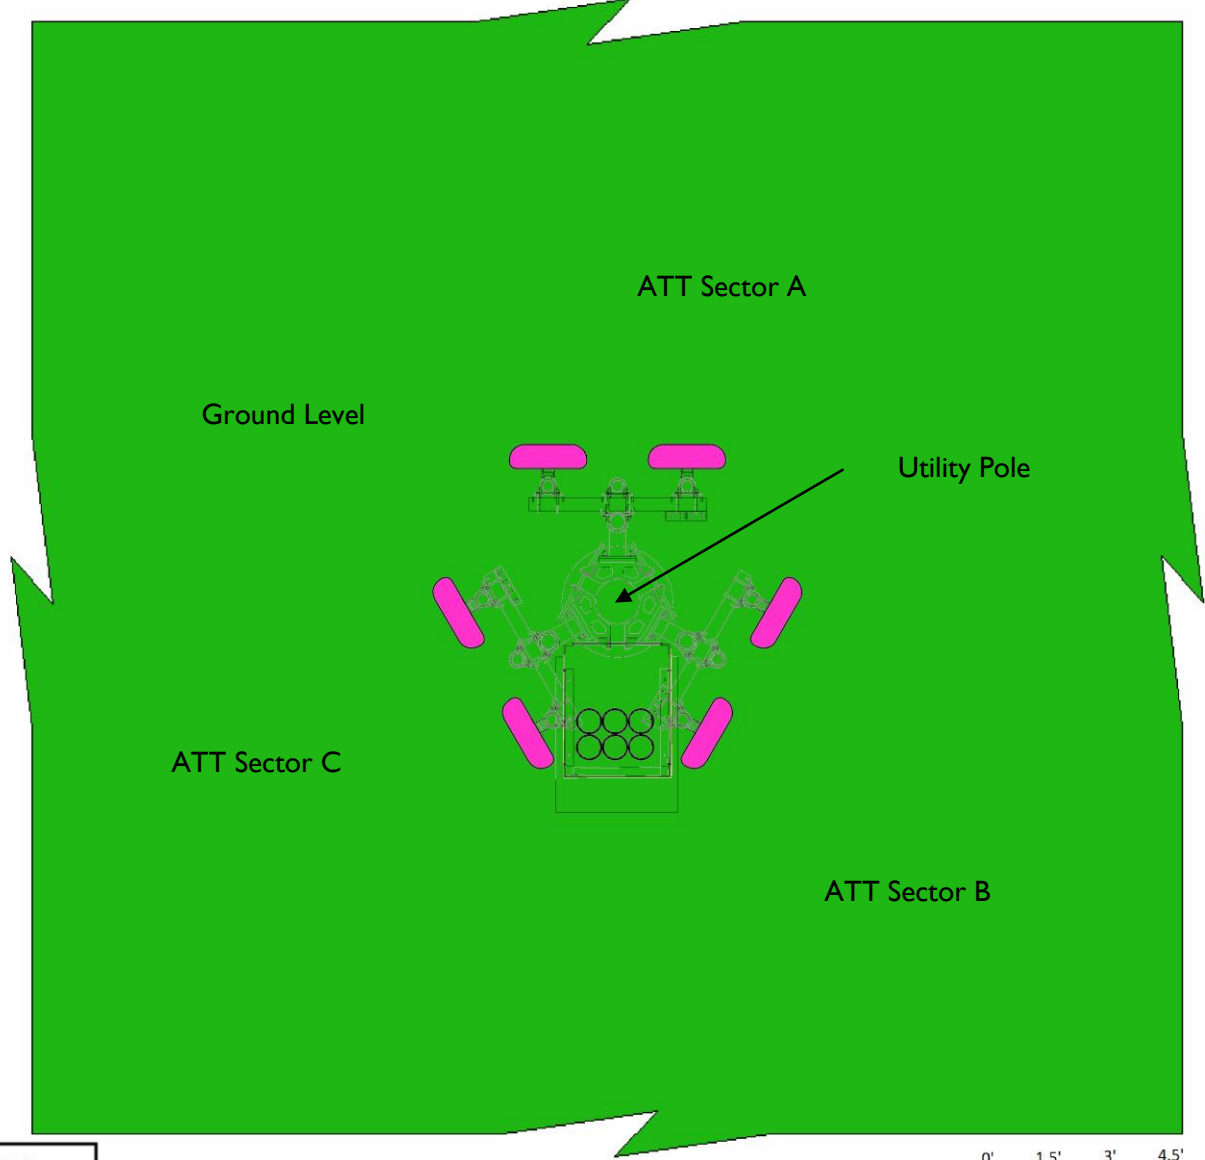 ATT Sector A
Ground Level
Utility Pole
ATT Sector C
ATT Sector B
0' 1.5' 3' 4.5'